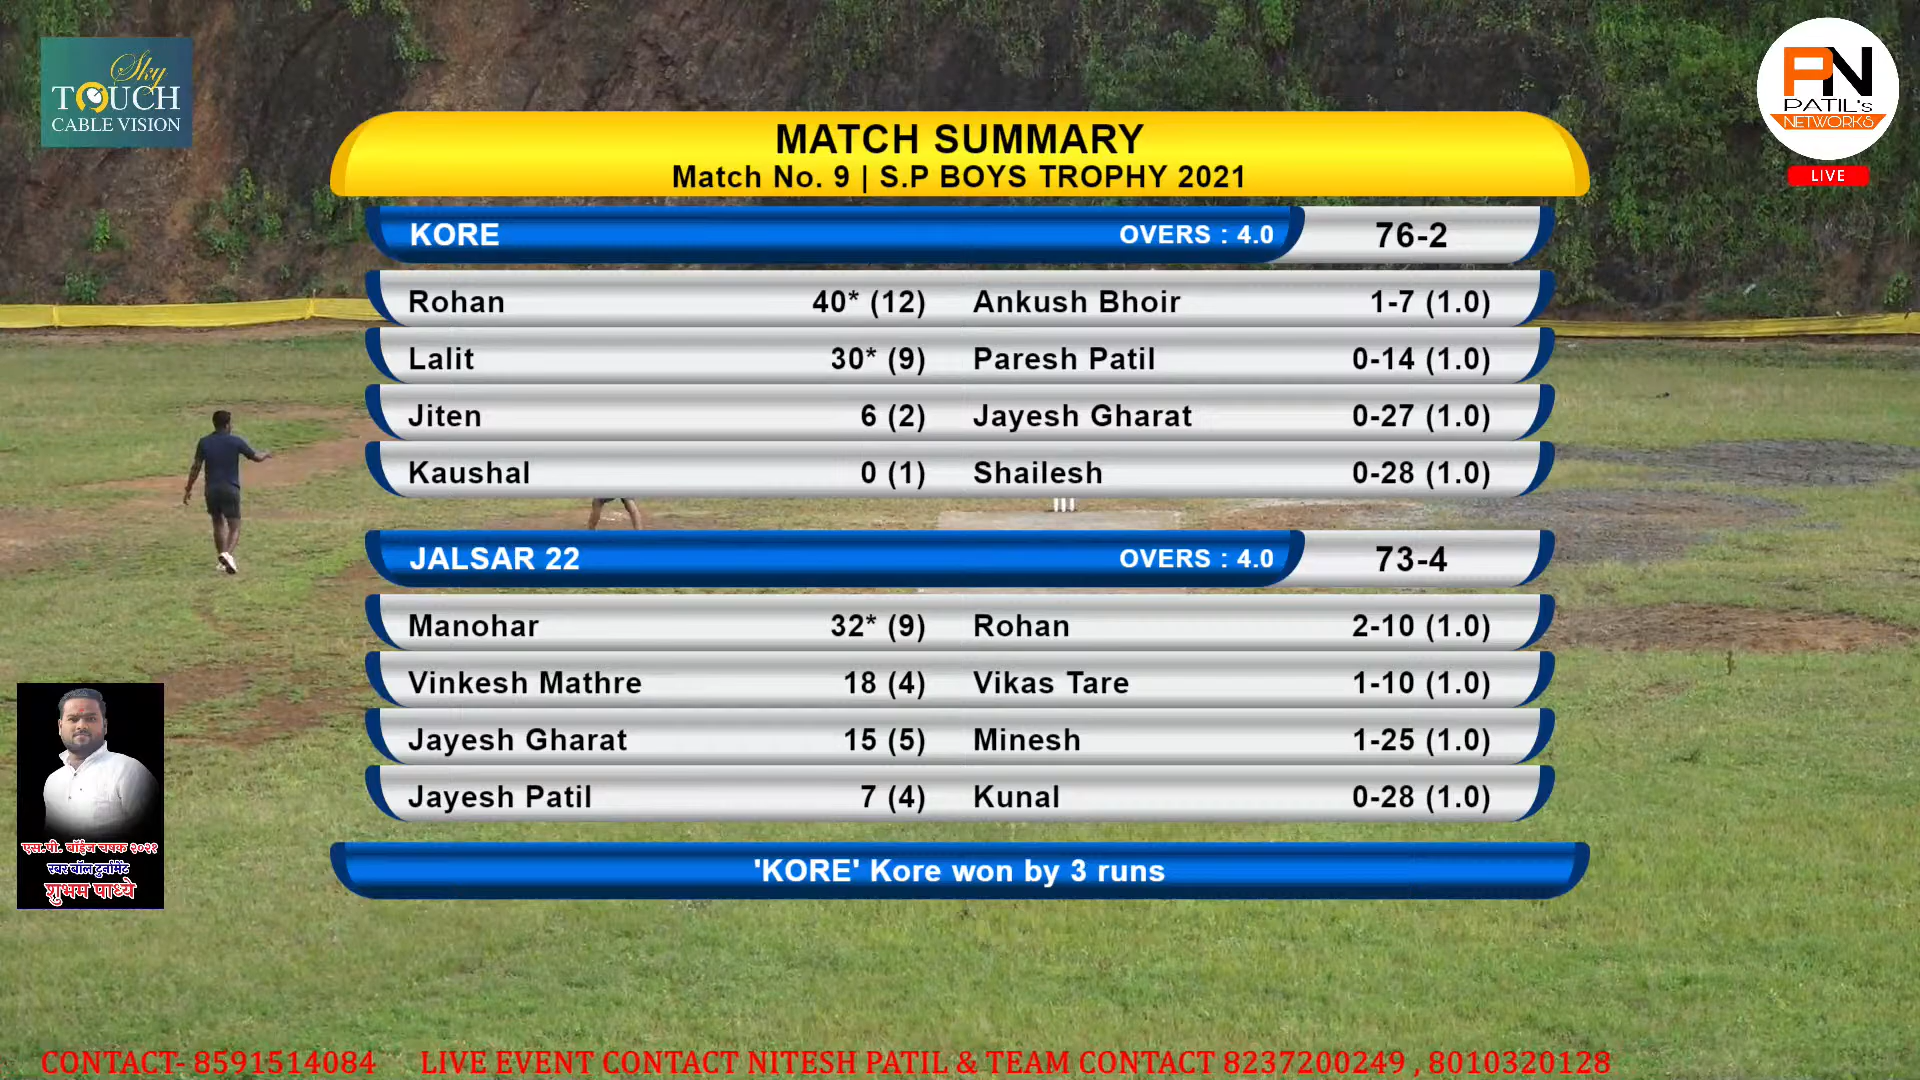 Sky
TOUCH
CABLE VISION
PN
PATIL's
NETWORKS
LIVE
MATCH SUMMARY
Match No. 9 | S.P BOYS TROPHY 2021
KORE OVERS : 4.0 76-2
Rohan 40* (12) Ankush Bhoir 1-7 (1.0)
Lalit 30* (9) Paresh Patil 0-14 (1.0)
Jiten 6 (2) Jayesh Gharat 0-27 (1.0)
Kaushal 0 (1) Shailesh 0-28 (1.0)
JALSAR 22 OVERS : 4.0 73-4
Manohar 32* (9) Rohan 2-10 (1.0)
Vinkesh Mathre 18 (4) Vikas Tare 1-10 (1.0)
Jayesh Gharat 15 (5) Minesh 1-25 (1.0)
Jayesh Patil 7 (4) Kunal 0-28 (1.0)
'KORE' Kore won by 3 runs
एस.पी. बॉईज चषक २०२१
रबर बॉल टुर्नामेंट
शुभम पाध्ये
CONTACT- 8591514084 LIVE EVENT CONTACT NITESH PATIL & TEAM CONTACT 8237200249 , 8010320128